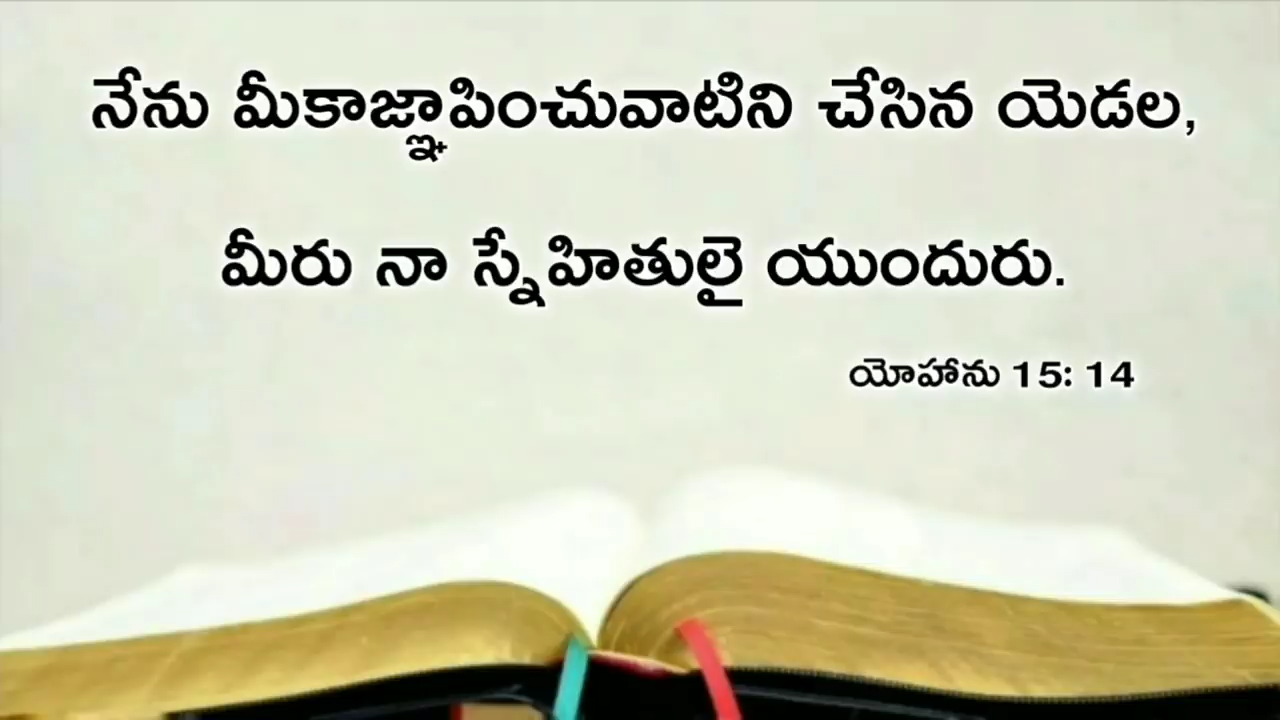 నేను మీకాజ్ఞాపించువాటిని చేసిన యెడల,
మీరు నా స్నేహితులై యుందురు.
యోహాను 15: 14